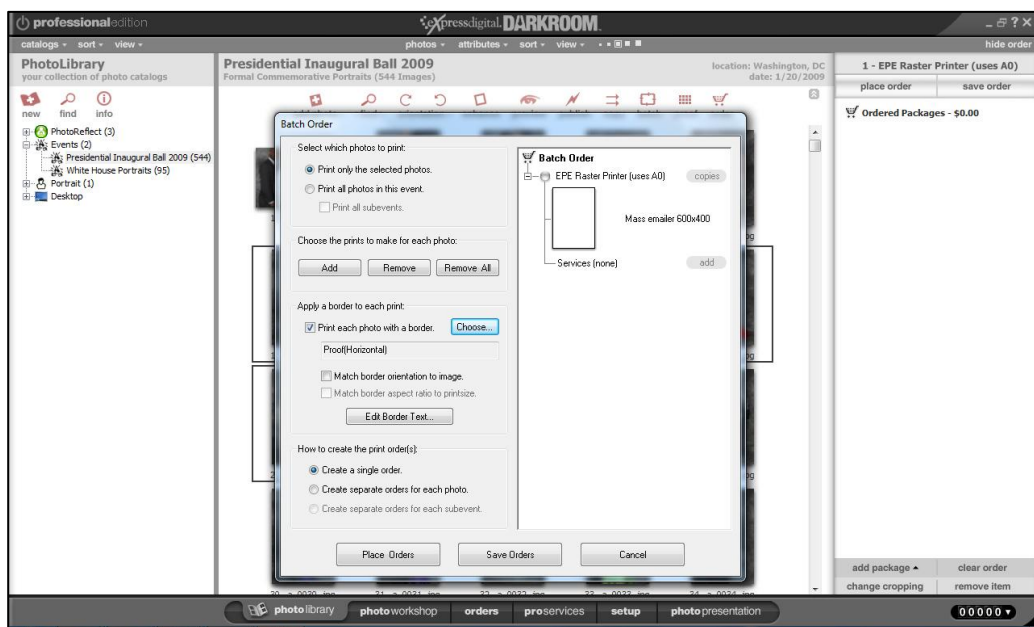 professionaledition
expressdigital. DARKROOM
catalogs sort view
photos attributes sort view
hide order
PhotoLibrary
your collection of photo catalogs
new find info
PhotoReflect (3)
Events (2)
Presidential Inaugural Ball 2009 (544)
White House Portraits (95)
Portrait (1)
Desktop
Presidential Inaugural Ball 2009
Formal Commemorative Portraits (544 Images)
location: Washington, DC
date: 1/20/2009
Batch Order
Select which photos to print:
Print only the selected photos.
Print all photos in this event.
Print all subevents.
Choose the prints to make for each photo:
Add Remove Remove All
Apply a border to each print:
Print each photo with a border. Choose...
Proof(Horizontal)
Match border orientation to image.
Match border aspect ratio to printsize.
Edit Border Text...
How to create the print order(s):
Create a single order.
Create separate orders for each photo.
Create separate orders for each subevent.
Batch Order
EPE Raster Printer (uses A0) copies
Mass emailer 600x400
Services (none) add
Place Orders Save Orders Cancel
1 - EPE Raster Printer (uses A0)
place order save order
Ordered Packages - $0.00
add package clear order
change cropping remove item
photolibrary photoworkshop orders proservices setup photopresentation
00000